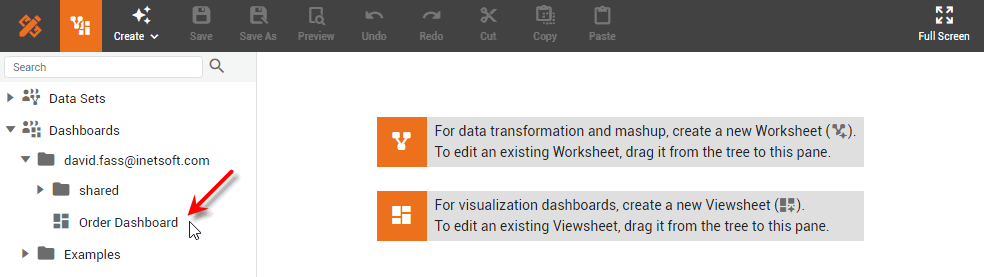 Create
Save
Save As
Preview
Undo
Redo
Cut
Copy
Paste
Full Screen
Search
Data Sets
Dashboards
david.fass@inetsoft.com
shared
Order Dashboard
Examples
For data transformation and mashup, create a new Worksheet ( ).
To edit an existing Worksheet, drag it from the tree to this pane.
For visualization dashboards, create a new Viewsheet ( ).
To edit an existing Viewsheet, drag it from the tree to this pane.